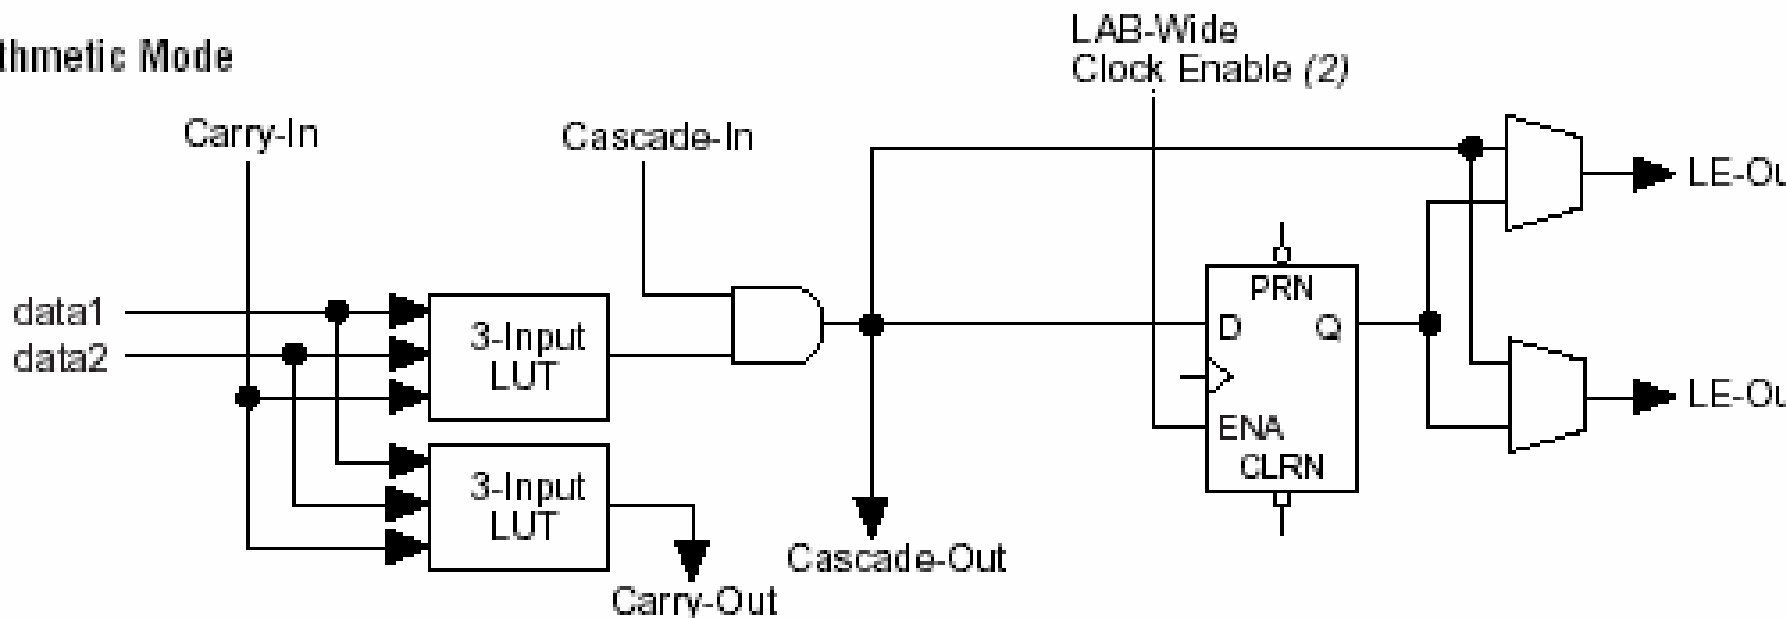 thmetic Mode
LAB-Wide
Clock Enable (2)
Carry-In
Cascade-In
LE-Ou
PRN
data1
data2
3-Input
LUT
D
Q
LE-Ou
ENA
CLRN
3-Input
LUT
Cascade-Out
Carry-Out